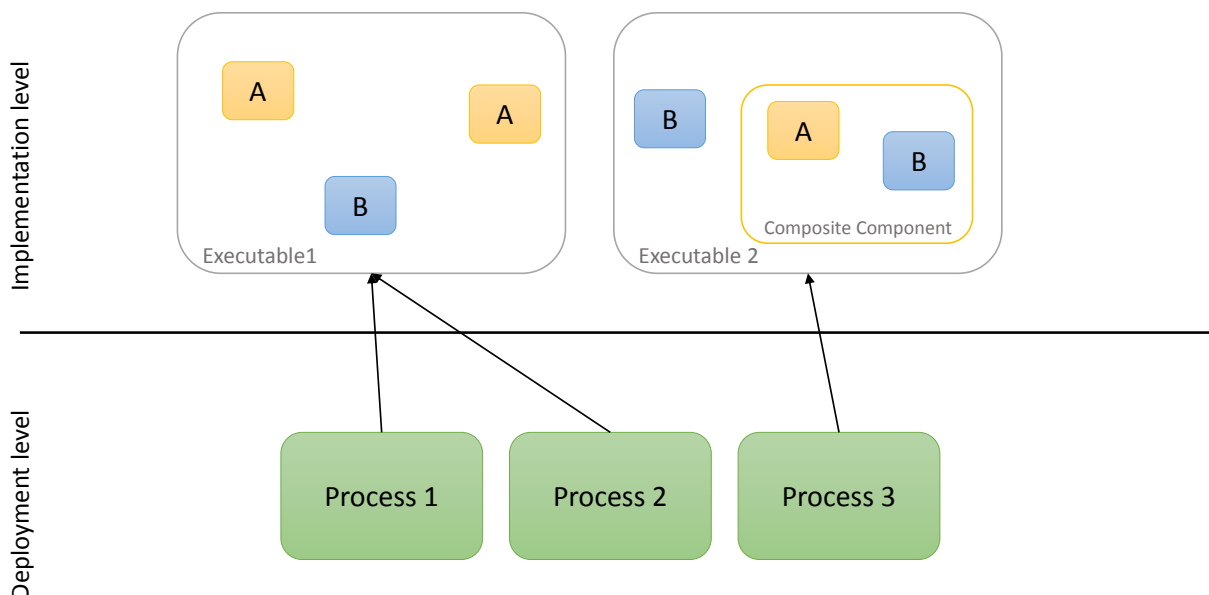 Implementation level
A
A
B
Executable1
B
A
B
Composite Component
Executable 2
Deployment level
Process 1
Process 2
Process 3